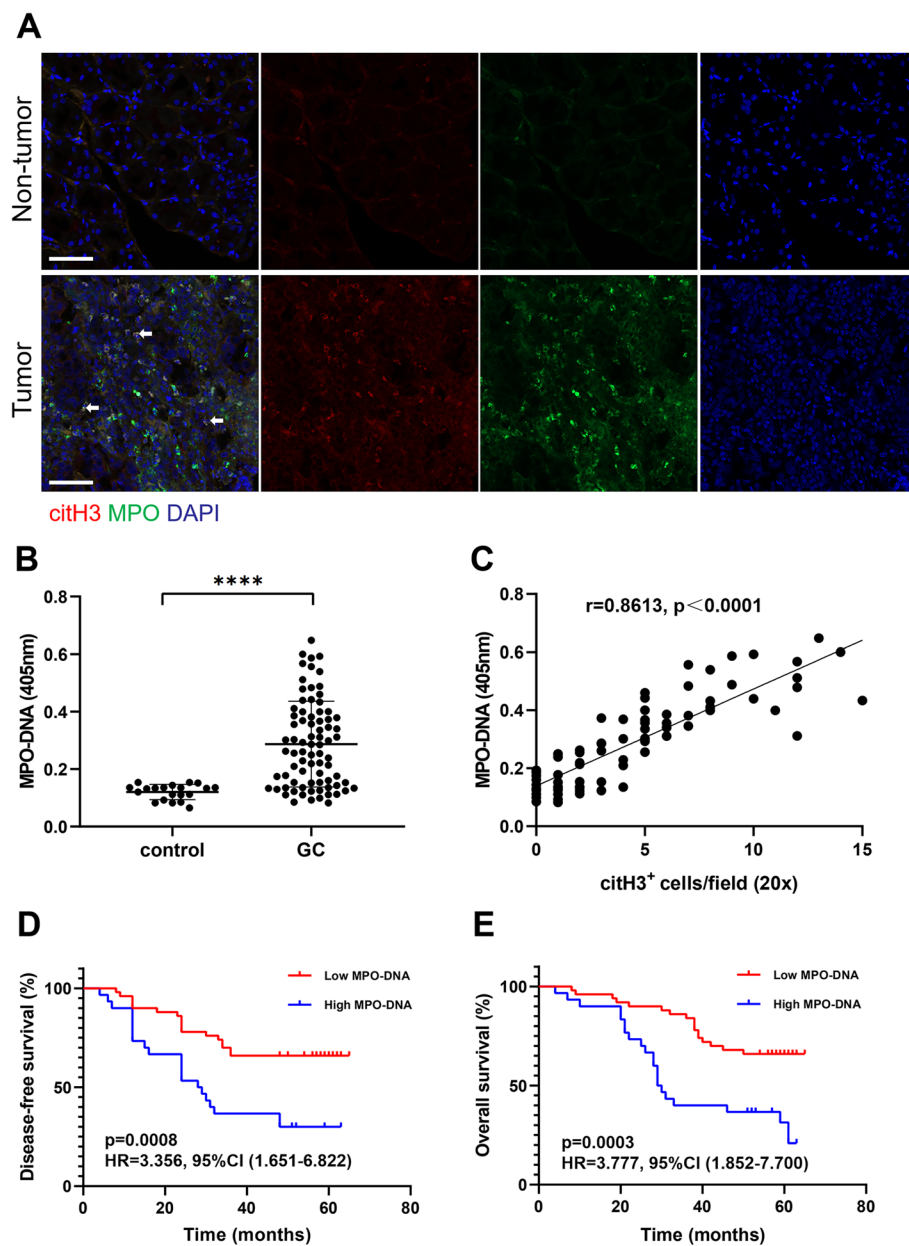 A
Non-tumor
Tumor
citH3 MPO DAPI
B
****
0.8
0.6
0.4
0.2
0.0
MPO-DNA (405nm)
control GC
C
r=0.8613, p<0.0001
0.8
0.6
0.4
0.2
0.0
MPO-DNA (405nm)
0 5 10 15
citH3+ cells/field (20x)
D
Low MPO-DNA
High MPO-DNA
100
50
0
Disease-free survival (%)
p=0.0008
HR=3.356, 95%CI (1.651-6.822)
0 20 40 60 80
Time (months)
E
Low MPO-DNA
High MPO-DNA
100
50
0
Overall survival (%)
p=0.0003
HR=3.777, 95%CI (1.852-7.700)
0 20 40 60 80
Time (months)